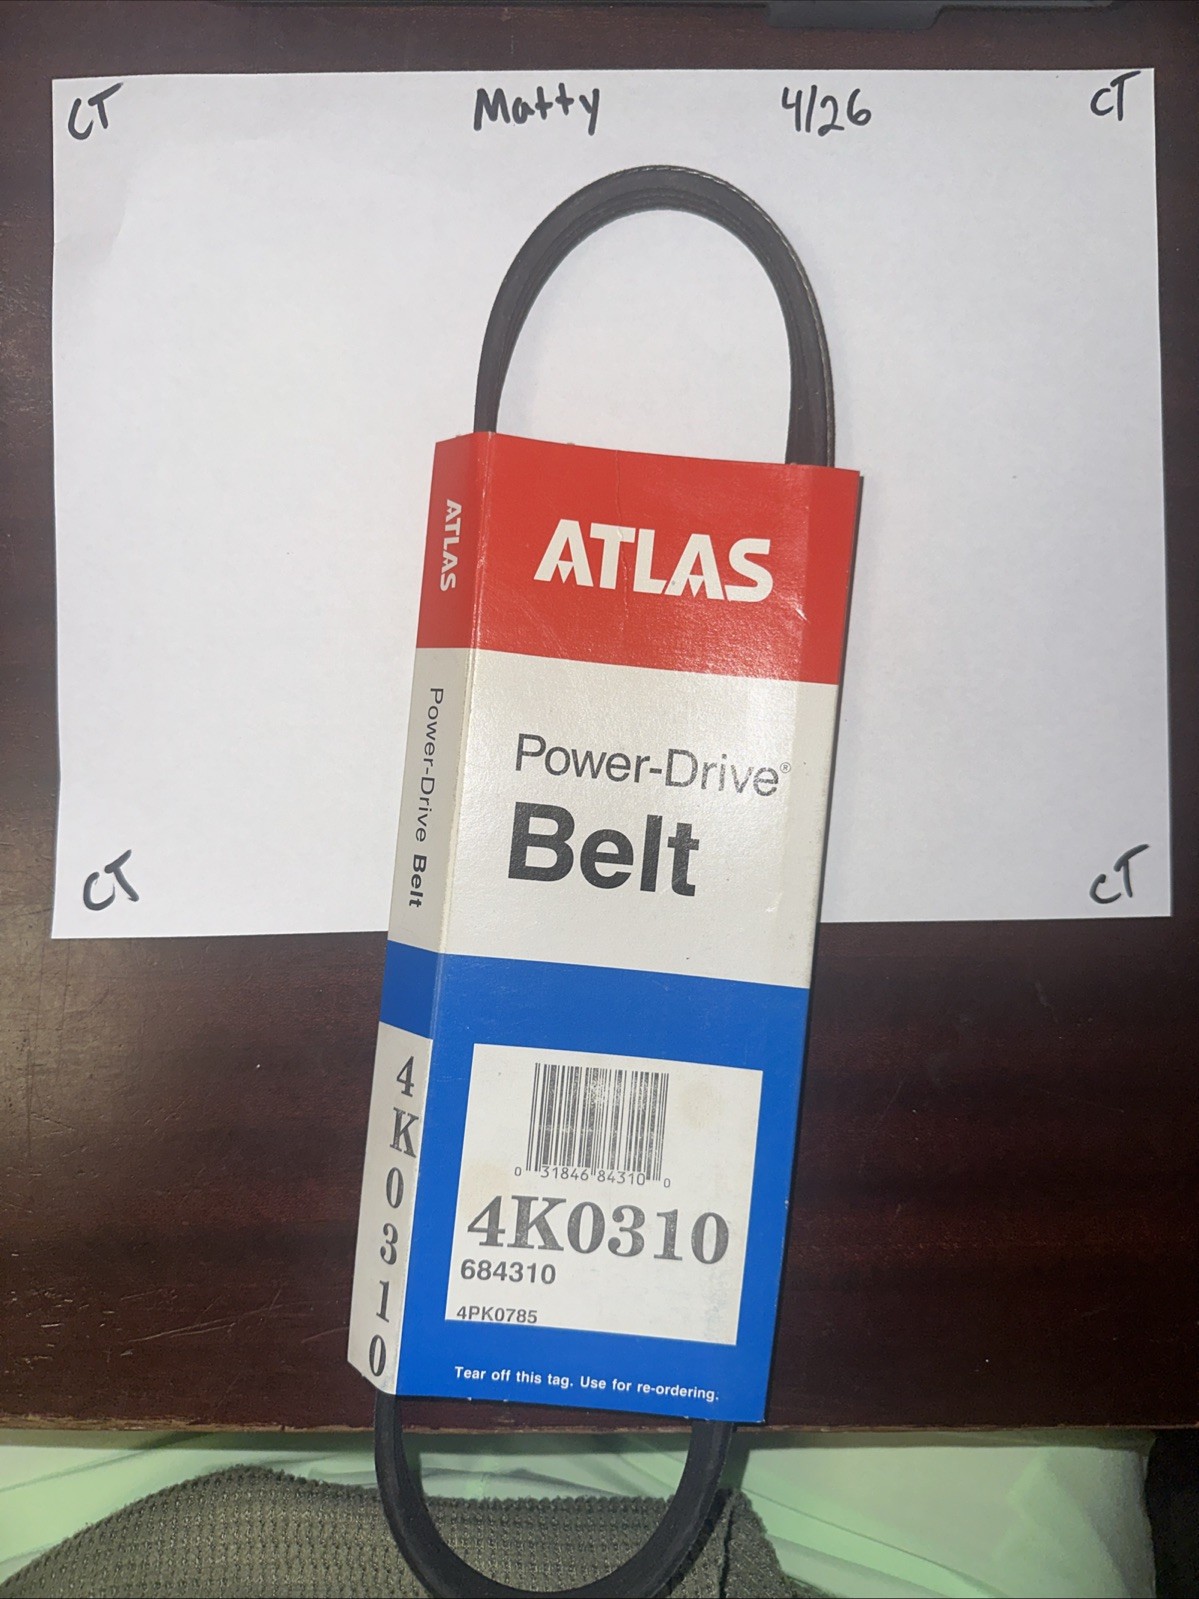 CT Matty 4/26 CT
ATLAS
Power-Drive Belt
4K0310
ATLAS
Power-Drive®
Belt
0 31846 84310 0
4K0310
684310
4PK0785
Tear off this tag. Use for re-ordering.
CT CT